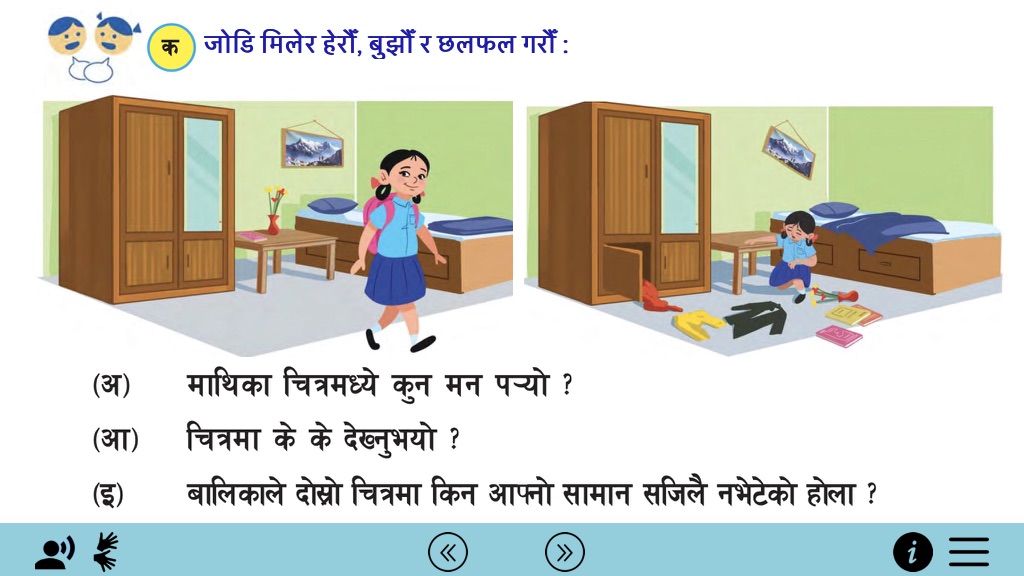 क जोडि मिलेर हेरौँ, बुझौँ र छलफल गरौँ :
(अ) माथिका चित्रमध्ये कुन मन पऱ्यो ?
(आ) चित्रमा के के देख्नुभयो ?
(इ) बालिकाले दोस्रो चित्रमा किन आफ्नो सामान सजिलै नभेटेको होला ?